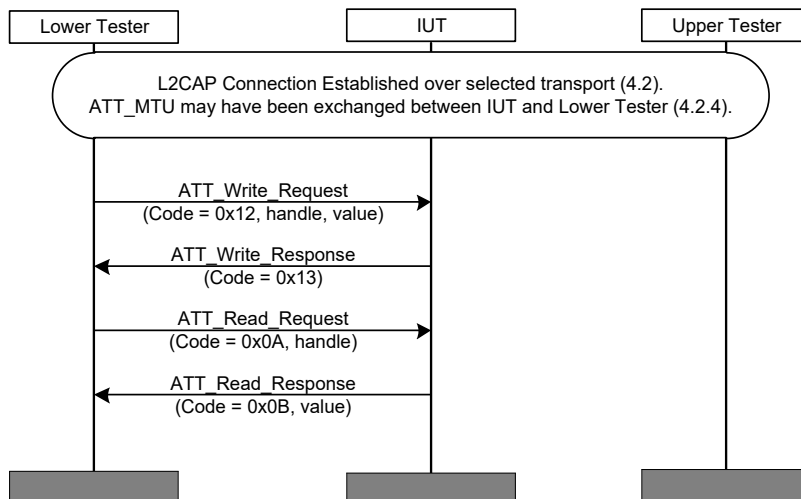 Lower Tester
IUT
Upper Tester
L2CAP Connection Established over selected transport (4.2).
ATT_MTU may have been exchanged between IUT and Lower Tester (4.2.4).
ATT_Write_Request
(Code = 0x12, handle, value)
ATT_Write_Response
(Code = 0x13)
ATT_Read_Request
(Code = 0x0A, handle)
ATT_Read_Response
(Code = 0x0B, value)